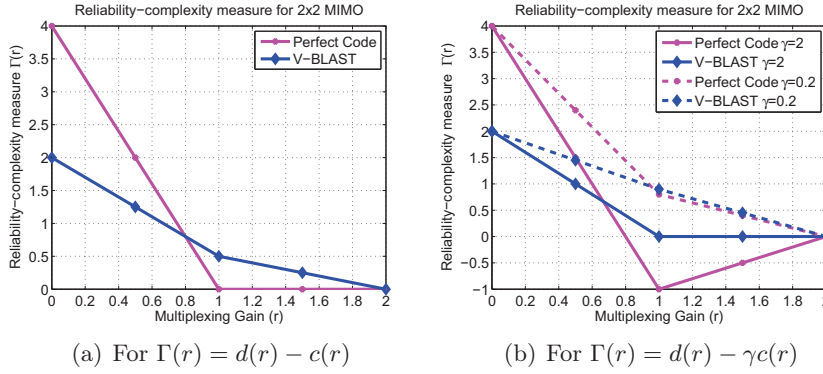 Reliability−complexity measure for 2x2 MIMO
Reliability−complexity measure Γ(r)
4
3.5
3
2.5
2
1.5
1
0.5
0
0 0.2 0.4 0.6 0.8 1.0 1.2 1.4 1.6 1.8 2
Multiplexing Gain (r)
Perfect Code
V−BLAST
(a) For Γ(r) = d(r) − c(r)
Reliability−complexity measure for 2x2 MIMO
Reliability−complexity measure Γ(r)
4
3.5
3
2.5
2
1.5
1
0.5
0
−0.5
−1
0 0.2 0.4 0.6 0.8 1.0 1.2 1.4 1.6 1.8 2
Multiplexing Gain (r)
Perfect Code γ=2
V−BLAST γ=2
Perfect Code γ=0.2
V−BLAST γ=0.2
(b) For Γ(r) = d(r) − γc(r)